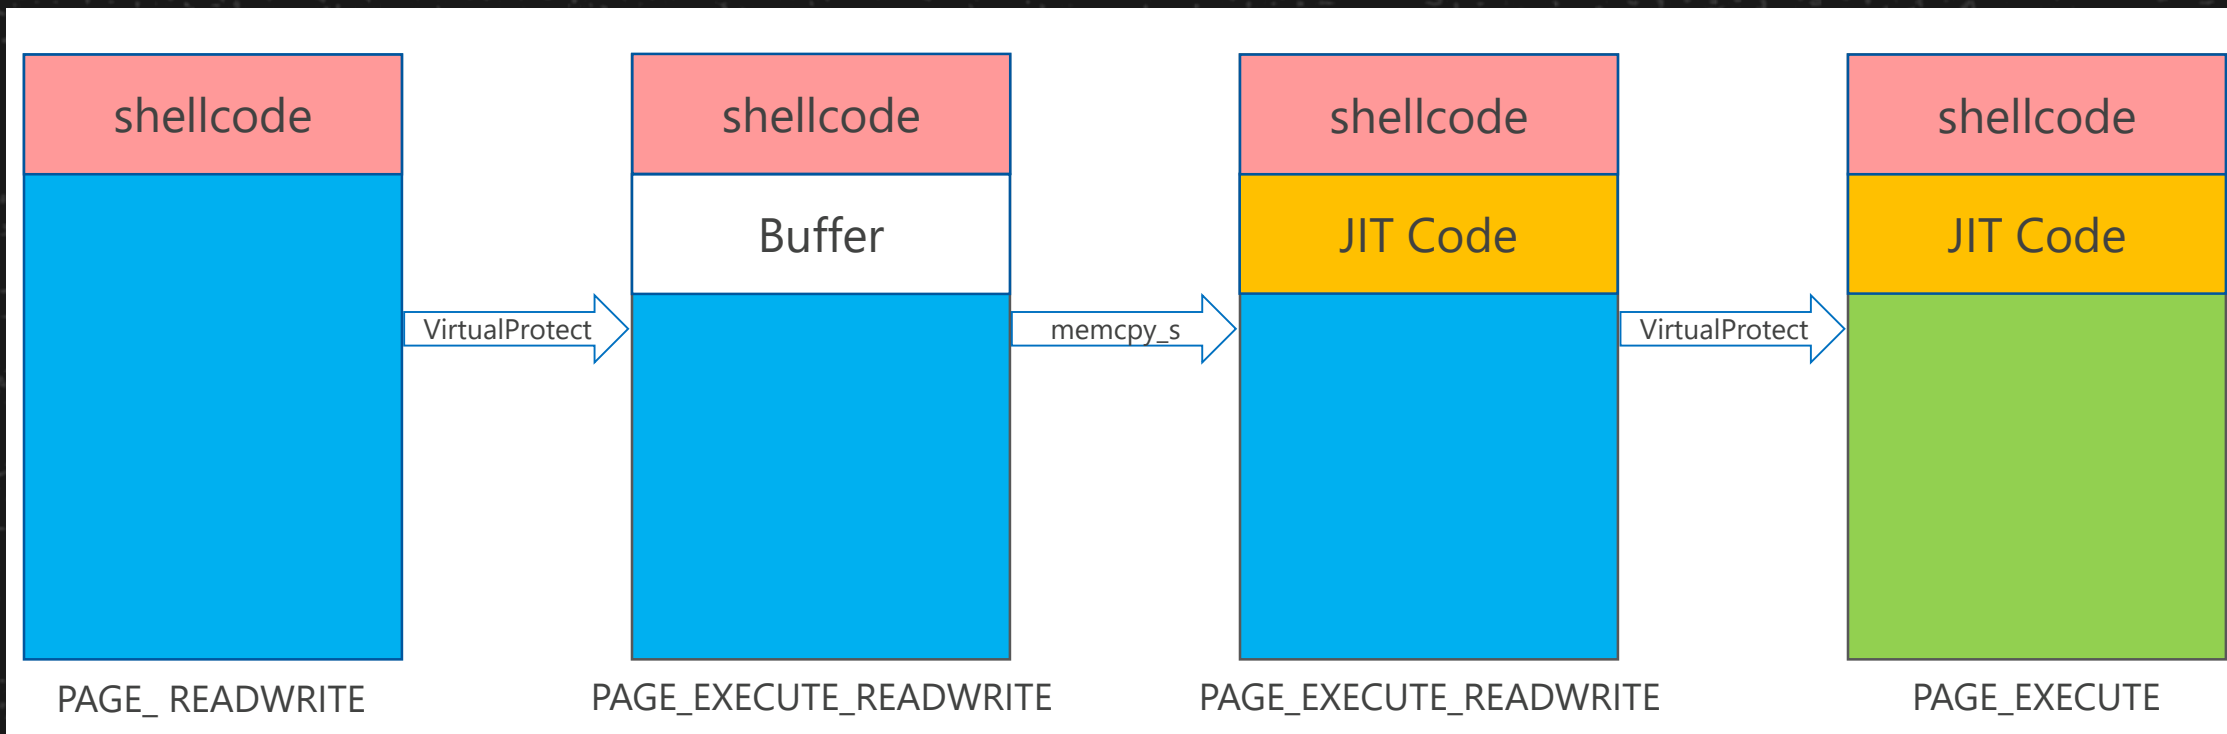 shellcode
shellcode
shellcode
shellcode
Buffer
JIT Code
JIT Code
VirtualProtect
memcpy_s
VirtualProtect
PAGE_ READWRITE
PAGE_EXECUTE_READWRITE
PAGE_EXECUTE_READWRITE
PAGE_EXECUTE